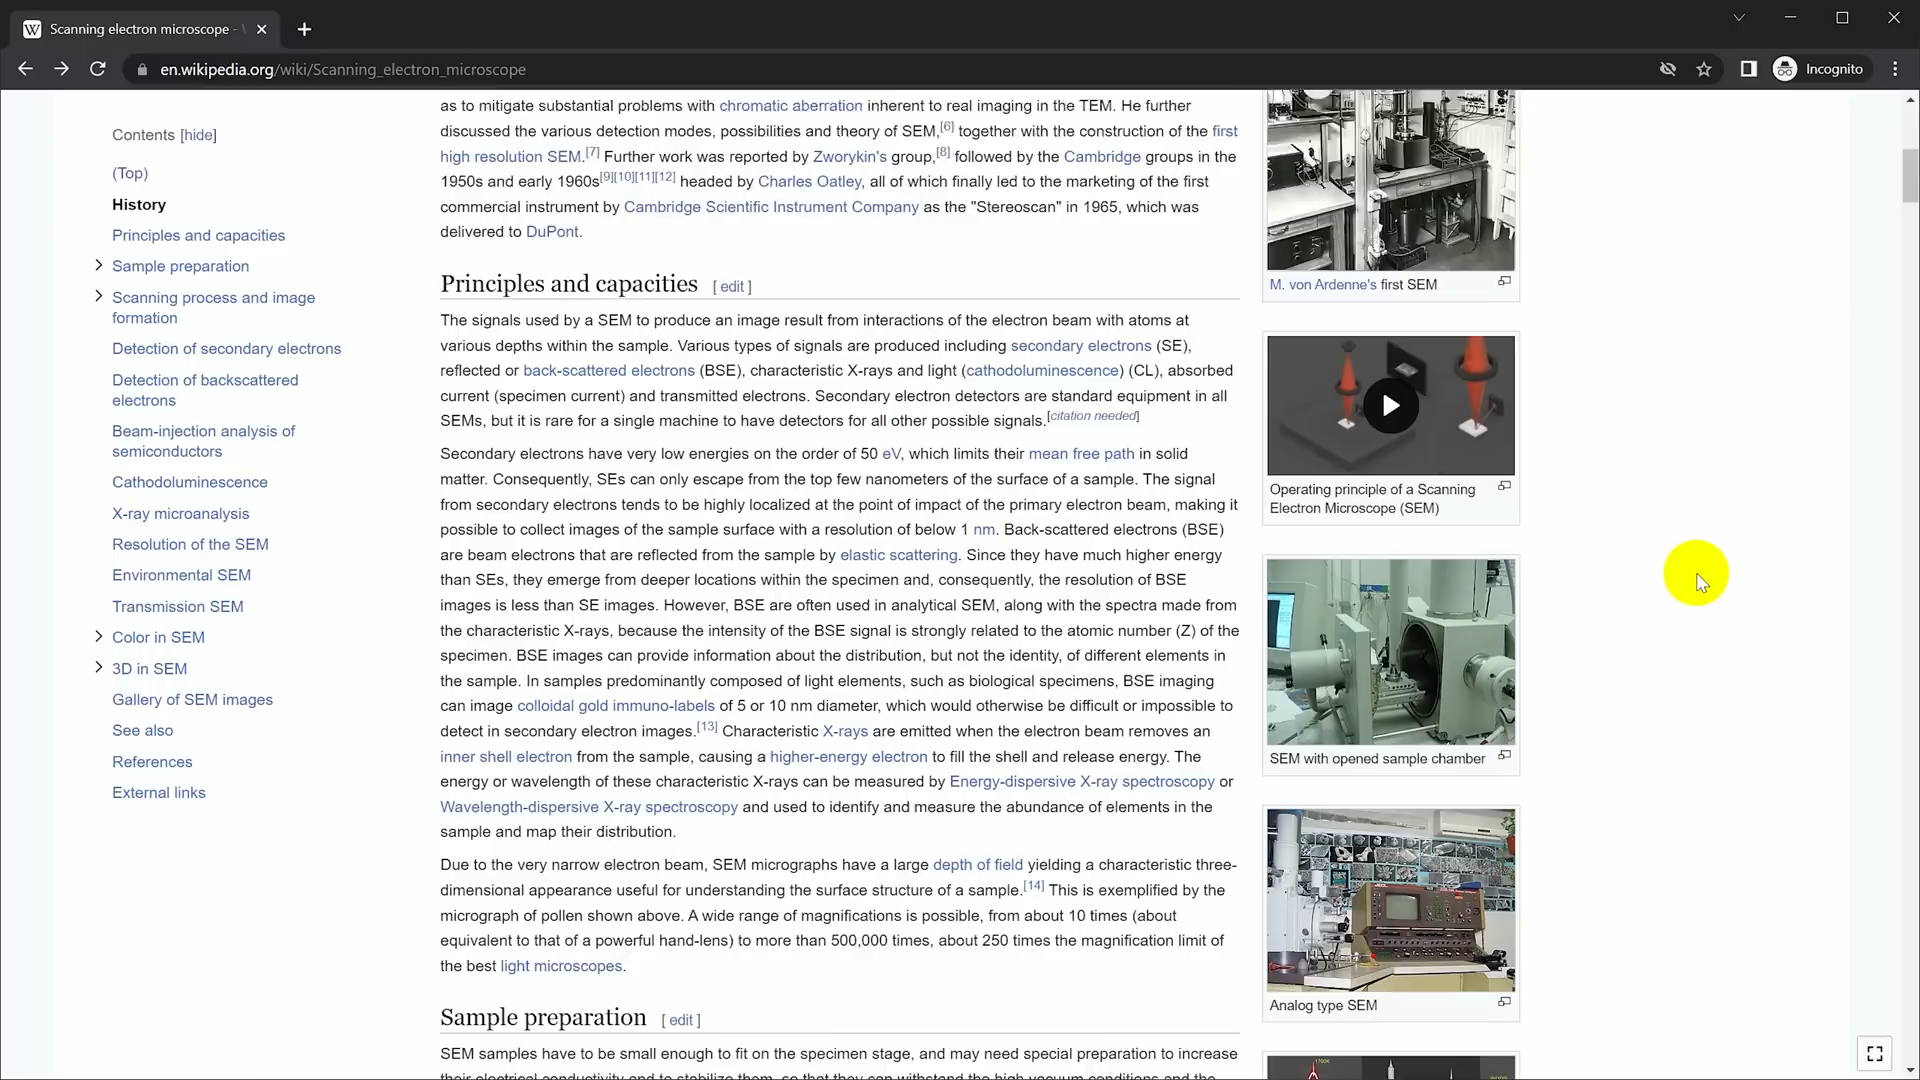 Scanning electron microscope -
en.wikipedia.org/wiki/Scanning_electron_microscope
Incognito
Contents [hide]
(Top)
History
Principles and capacities
Sample preparation
Scanning process and image
formation
Detection of secondary electrons
Detection of backscattered
electrons
Beam-injection analysis of
semiconductors
Cathodoluminescence
X-ray microanalysis
Resolution of the SEM
Environmental SEM
Transmission SEM
Color in SEM
3D in SEM
Gallery of SEM images
See also
References
External links
as to mitigate substantial problems with chromatic aberration inherent to real imaging in the TEM. He further
discussed the various detection modes, possibilities and theory of SEM,[6] together with the construction of the first
high resolution SEM.[7] Further work was reported by Zworykin's group,[8] followed by the Cambridge groups in the
1950s and early 1960s[9][10][11][12] headed by Charles Oatley, all of which finally led to the marketing of the first
commercial instrument by Cambridge Scientific Instrument Company as the "Stereoscan" in 1965, which was
delivered to DuPont.
Principles and capacities [ edit ]
The signals used by a SEM to produce an image result from interactions of the electron beam with atoms at
various depths within the sample. Various types of signals are produced including secondary electrons (SE),
reflected or back-scattered electrons (BSE), characteristic X-rays and light (cathodoluminescence) (CL), absorbed
current (specimen current) and transmitted electrons. Secondary electron detectors are standard equipment in all
SEMs, but it is rare for a single machine to have detectors for all other possible signals.[citation needed]
Secondary electrons have very low energies on the order of 50 eV, which limits their mean free path in solid
matter. Consequently, SEs can only escape from the top few nanometers of the surface of a sample. The signal
from secondary electrons tends to be highly localized at the point of impact of the primary electron beam, making it
possible to collect images of the sample surface with a resolution of below 1 nm. Back-scattered electrons (BSE)
are beam electrons that are reflected from the sample by elastic scattering. Since they have much higher energy
than SEs, they emerge from deeper locations within the specimen and, consequently, the resolution of BSE
images is less than SE images. However, BSE are often used in analytical SEM, along with the spectra made from
the characteristic X-rays, because the intensity of the BSE signal is strongly related to the atomic number (Z) of the
specimen. BSE images can provide information about the distribution, but not the identity, of different elements in
the sample. In samples predominantly composed of light elements, such as biological specimens, BSE imaging
can image colloidal gold immuno-labels of 5 or 10 nm diameter, which would otherwise be difficult or impossible to
detect in secondary electron images.[13] Characteristic X-rays are emitted when the electron beam removes an
inner shell electron from the sample, causing a higher-energy electron to fill the shell and release energy. The
energy or wavelength of these characteristic X-rays can be measured by Energy-dispersive X-ray spectroscopy or
Wavelength-dispersive X-ray spectroscopy and used to identify and measure the abundance of elements in the
sample and map their distribution.
Due to the very narrow electron beam, SEM micrographs have a large depth of field yielding a characteristic three-
dimensional appearance useful for understanding the surface structure of a sample.[14] This is exemplified by the
micrograph of pollen shown above. A wide range of magnifications is possible, from about 10 times (about
equivalent to that of a powerful hand-lens) to more than 500,000 times, about 250 times the magnification limit of
the best light microscopes.
Sample preparation [ edit ]
SEM samples have to be small enough to fit on the specimen stage, and may need special preparation to increase
their electrical conductivity and to stabilize them, so that they can withstand the high vacuum conditions and the
M. von Ardenne's first SEM
Operating principle of a Scanning
Electron Microscope (SEM)
SEM with opened sample chamber
Analog type SEM